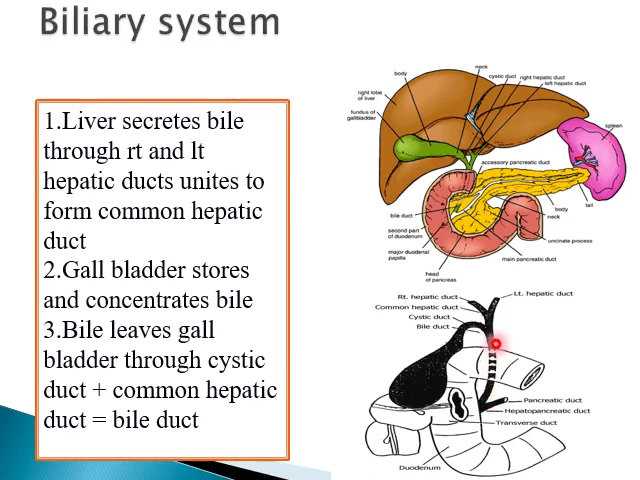 Biliary system
1.Liver secretes bile
through rt and lt
hepatic ducts unites to
form common hepatic
duct
2.Gall bladder stores
and concentrates bile
3.Bile leaves gall
bladder through cystic
duct + common hepatic
duct = bile duct
neck
body
cystic duct
right hepatic duct
left hepatic duct
right lobe
of liver
fundus of
gallbladder
spleen
accessory pancreatic duct
tail
body
bile duct
neck
second part
of duodenum
uncinate process
major duodenal
papilla
main pancreatic duct
head
of pancreas
Rt. hepatic duct
Lt. hepatic duct
Common hepatic duct
Cystic duct
Bile duct
Pancreatic duct
Hepatopancreatic duct
Transverse duct
Duodenum